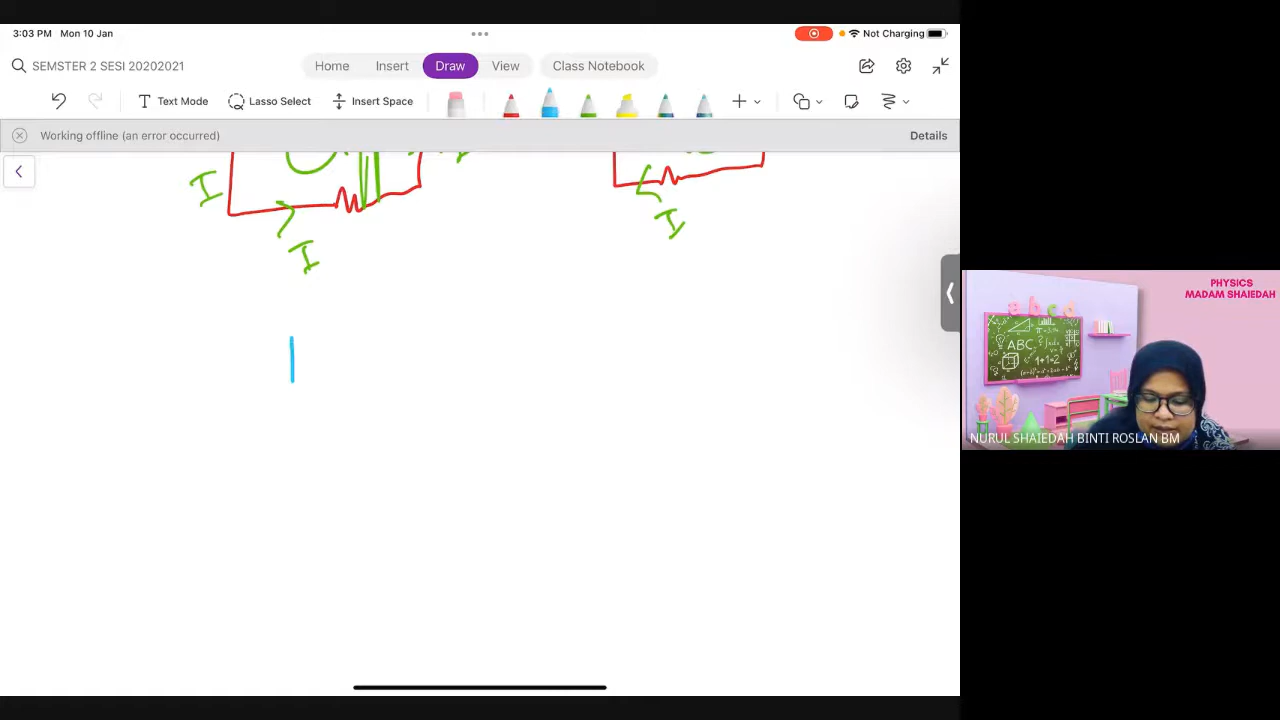 3:03 PM Mon 10 Jan
Not Charging
SEMSTER 2 SESI 20202021
Home Insert Draw View Class Notebook
Text Mode Lasso Select Insert Space
Working offline (an error occurred) Details
I
I
I
PHYSICS
MADAM SHAIEDAH
a b c d
ABC
1+1=2
NURUL SHAIEDAH BINTI ROSLAN BM